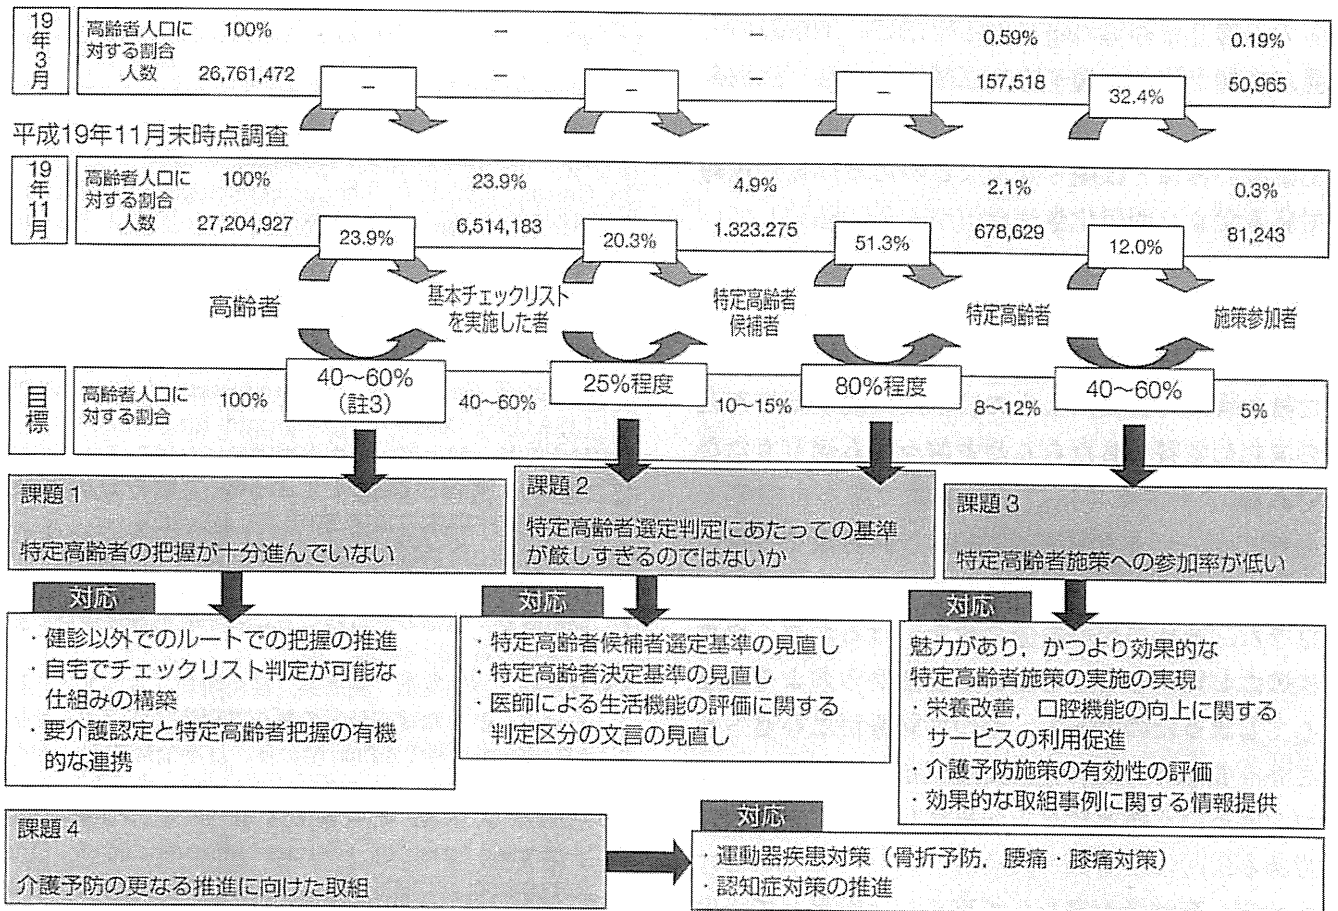 19年3月
高齢者人口に 100% － 0.59% 0.19%
対する割合
人数 26,761,472 － － － － 157,518 32.4% 50,965
平成19年11月末時点調査
19年11月
高齢者人口に 100% 23.9% 4.9% 2.1% 0.3%
対する割合
人数 27,204,927 23.9% 6,514,183 20.3% 1.323.275 51.3% 678,629 12.0% 81,243
高齢者
基本チェックリスト
を実施した者
特定高齢者
候補者
特定高齢者
施策参加者
目標
高齢者人口に
対する割合
100%
40〜60%
(註3)
40〜60%
25%程度
10〜15%
80%程度
8〜12%
40〜60%
5%
課題1
特定高齢者の把握が十分進んでいない
課題2
特定高齢者選定判定にあたっての基準
が厳しすぎるのではないか
課題3
特定高齢者施策への参加率が低い
対応
・健診以外でのルートでの把握の推進
・自宅でチェックリスト判定が可能な
仕組みの構築
・要介護認定と特定高齢者把握の有機
的な連携
対応
・特定高齢者候補者選定基準の見直し
・特定高齢者決定基準の見直し
・医師による生活機能の評価に関する
判定区分の文言の見直し
対応
魅力があり，かつより効果的な
特定高齢者施策の実施の実現
・栄養改善，口腔機能の向上に関する
サービスの利用促進
・介護予防施策の有効性の評価
・効果的な取組事例に関する情報提供
課題4
介護予防の更なる推進に向けた取組
対応
・運動器疾患対策（骨折予防，腰痛・膝痛対策）
・認知症対策の推進